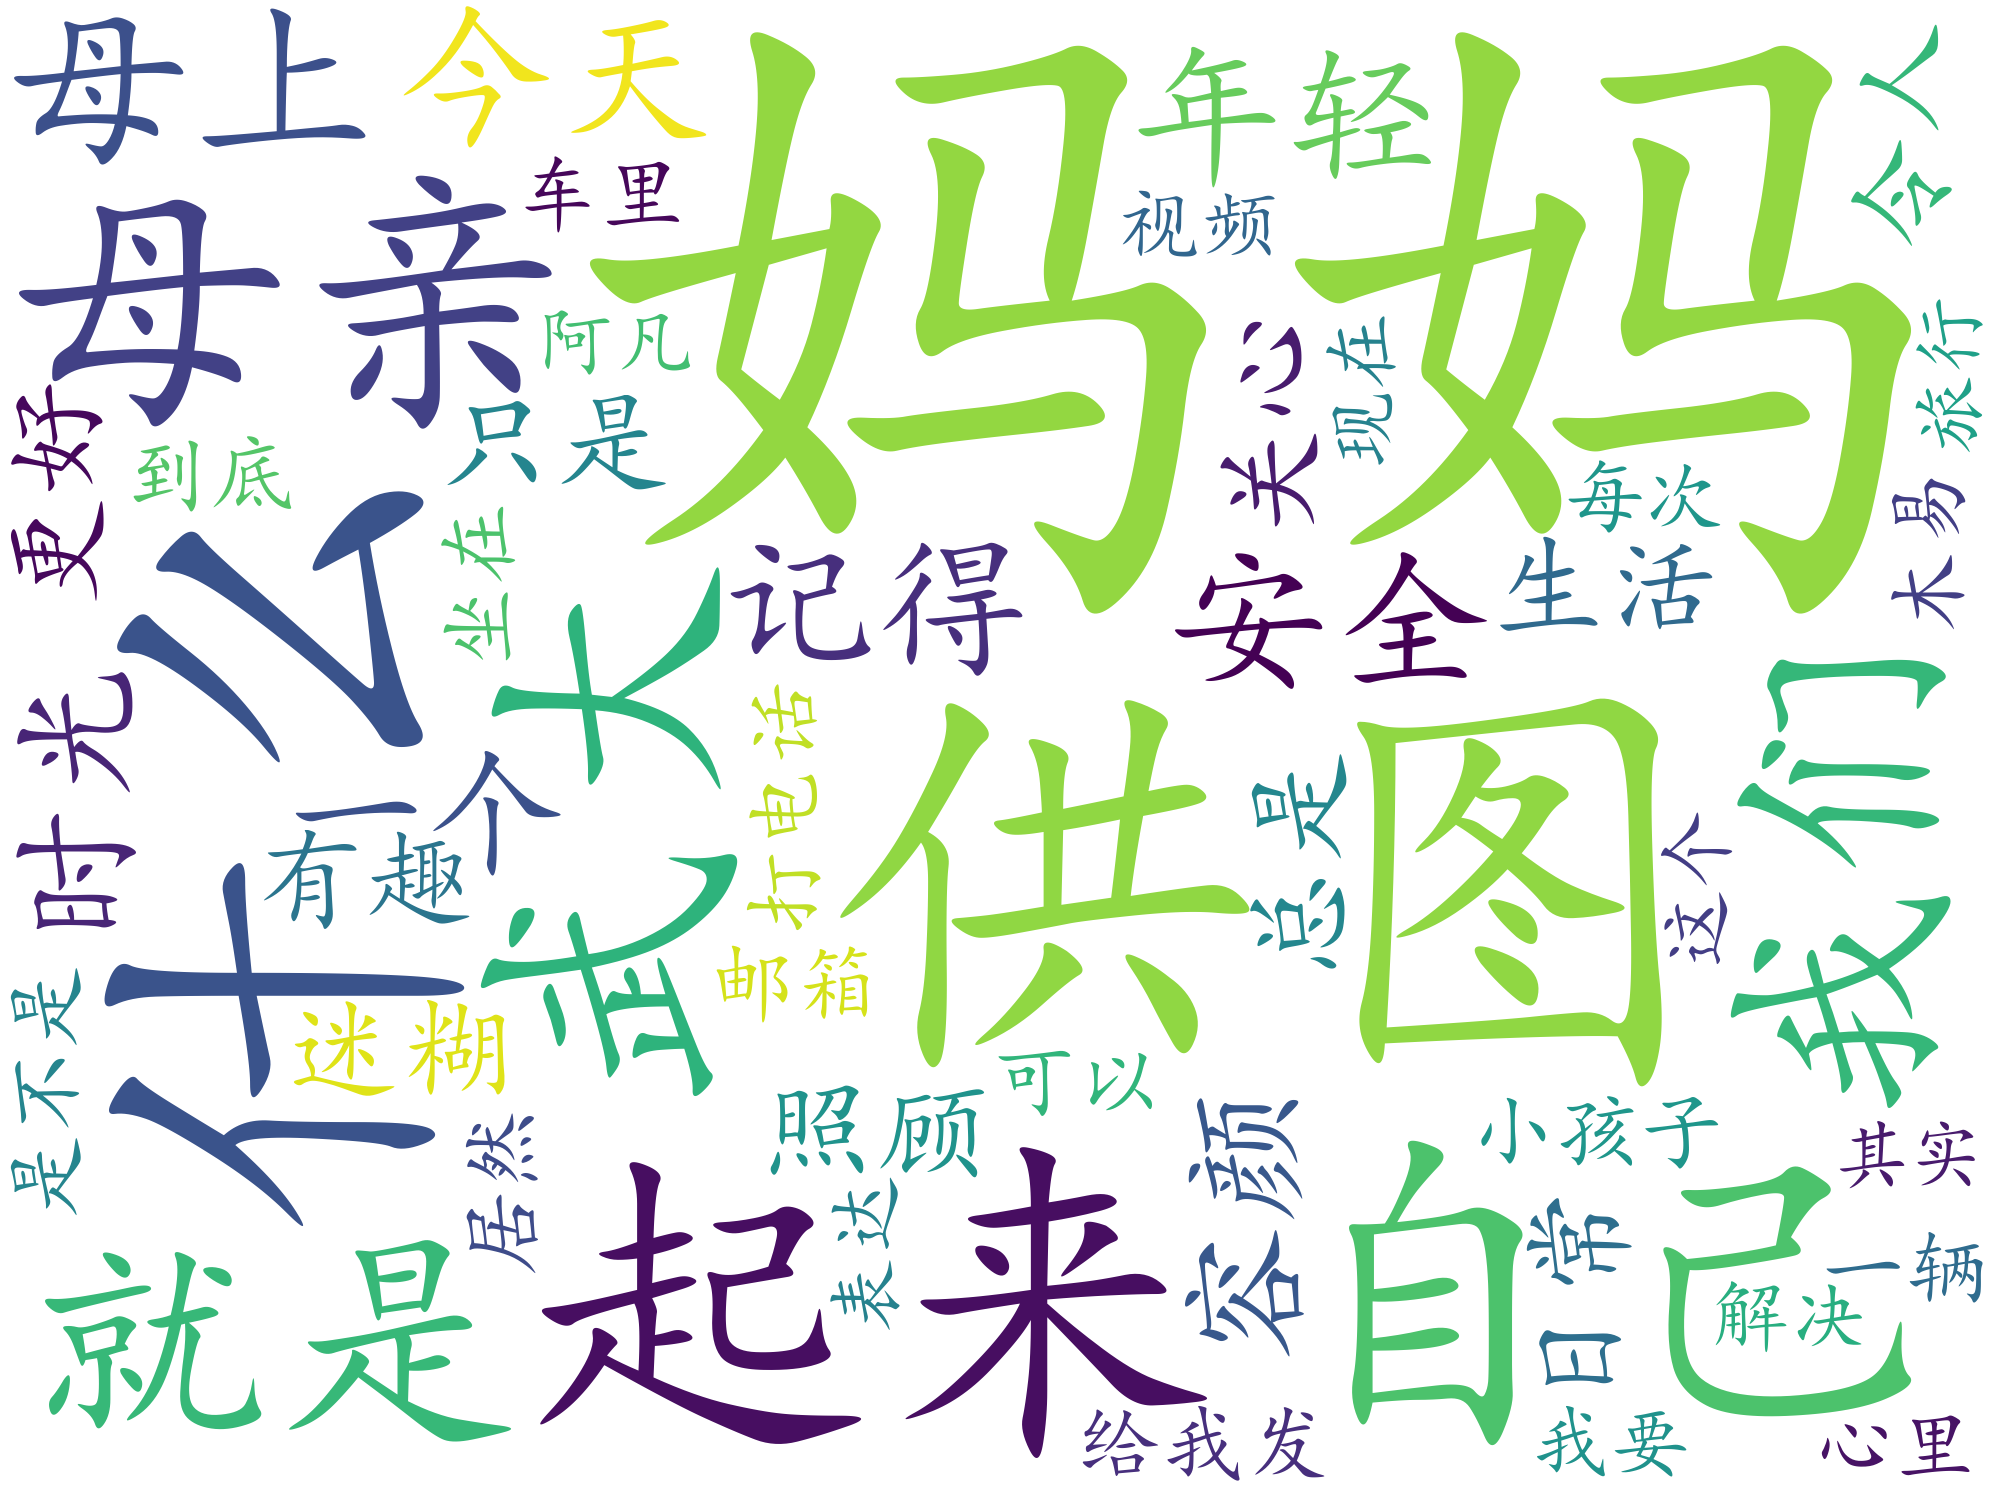 母上
今天
妈妈
年轻
令人
车里
视频
母亲
阿凡
关心
现在
旅行
更好
到底
只是
每次
木易
坐在
记得
安全
生活
什么
武大
时光
一个
有趣
打电话
供图
总是
这个
我们
邮箱
迷糊
是不是
居然
照顾
可以
容颜
小孩子
其实
就是
起来
表达
自己
日常
一辆
解决
给我发
我要
心里